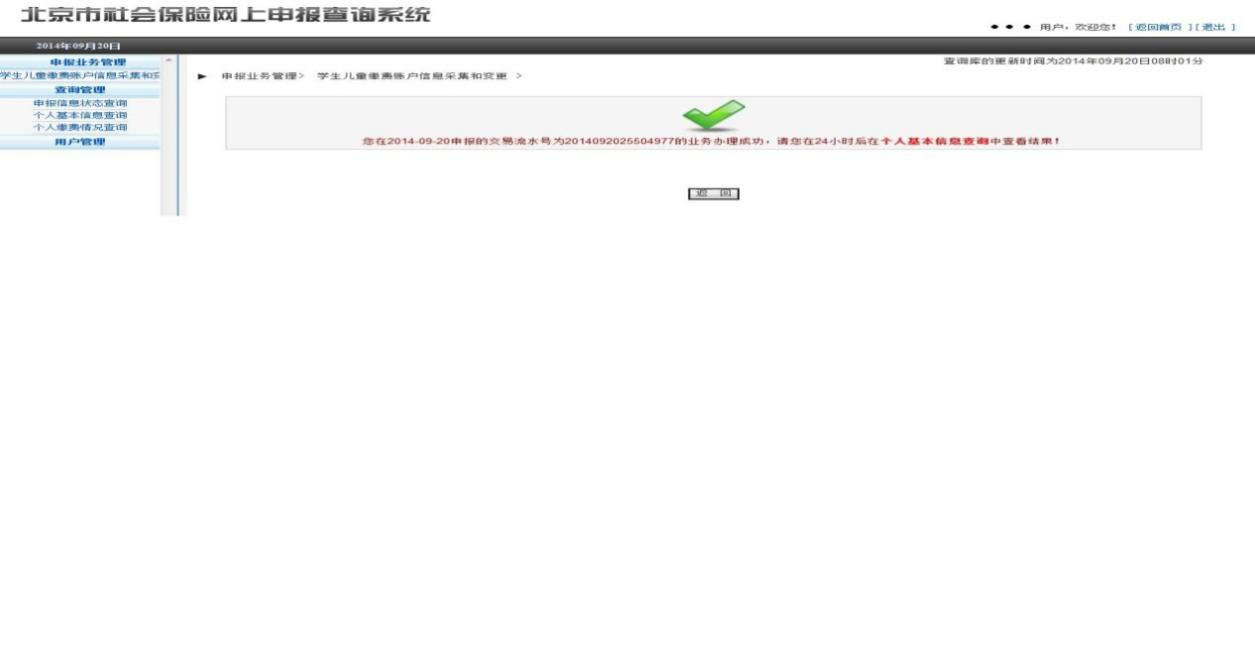 北京市社会保险网上申报查询系统
● ● ● 用户，欢迎您! [返回首页 ] [退出 ]
2014年09月20日
申报业务管理
学生儿童缴费账户信息采集和变
查询管理
申报信息状态查询
个人基本信息查询
个人缴费情况查询
用户管理
查询库的更新时间为2014年09月20日08时01分
► 申报业务管理> 学生儿童缴费账户信息采集和变更 >
您在2014-09-20申报的交易流水号为2014092025504977的业务办理成功，请您在24小时后在个人基本信息查询中查看结果!
返 回